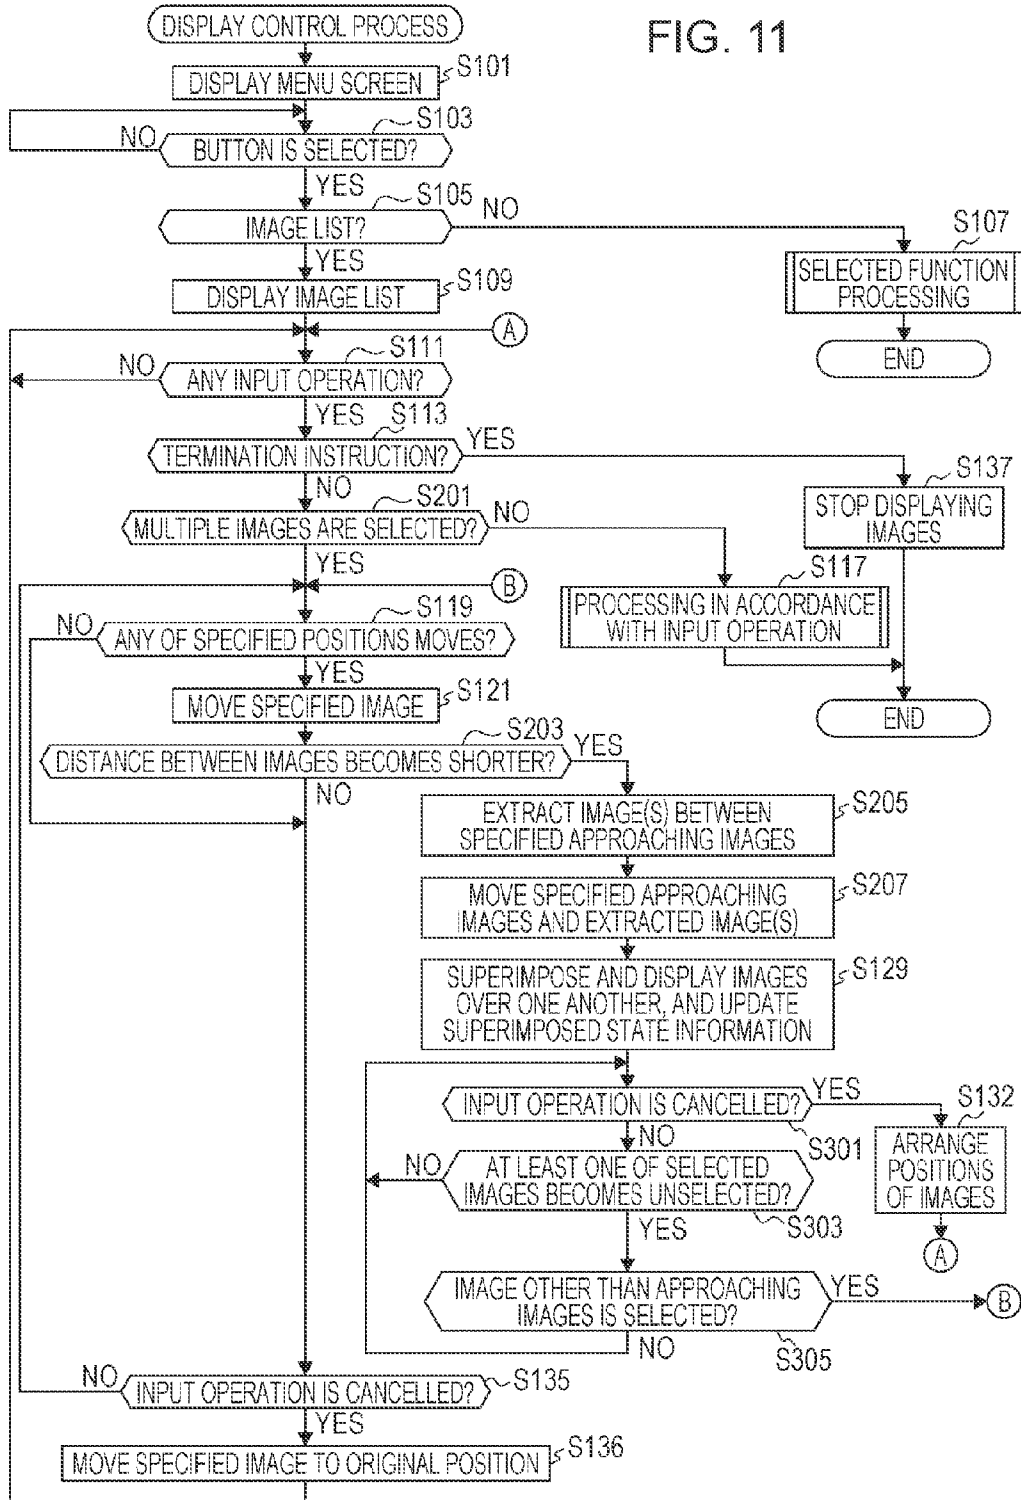 FIG. 11
DISPLAY CONTROL PROCESS
S101
DISPLAY MENU SCREEN
S103
NO
BUTTON IS SELECTED?
YES
S105
NO
IMAGE LIST?
S107
SELECTED FUNCTION
PROCESSING
YES
S109
DISPLAY IMAGE LIST
A
END
S111
NO
ANY INPUT OPERATION?
YES
S113
YES
TERMINATION INSTRUCTION?
NO
S137
STOP DISPLAYING
IMAGES
S201
NO
MULTIPLE IMAGES ARE SELECTED?
YES
S117
PROCESSING IN ACCORDANCE
WITH INPUT OPERATION
B
S119
NO
ANY OF SPECIFIED POSITIONS MOVES?
YES
S121
MOVE SPECIFIED IMAGE
END
S203
YES
DISTANCE BETWEEN IMAGES BECOMES SHORTER?
NO
S205
EXTRACT IMAGE(S) BETWEEN
SPECIFIED APPROACHING IMAGES
S207
MOVE SPECIFIED APPROACHING
IMAGES AND EXTRACTED IMAGE(S)
S129
SUPERIMPOSE AND DISPLAY IMAGES
OVER ONE ANOTHER, AND UPDATE
SUPERIMPOSED STATE INFORMATION
YES
INPUT OPERATION IS CANCELLED?
S301
NO
S132
ARRANGE
POSITIONS
OF IMAGES
A
NO
AT LEAST ONE OF SELECTED
IMAGES BECOMES UNSELECTED?
S303
YES
IMAGE OTHER THAN APPROACHING
IMAGES IS SELECTED?
YES
B
S305
NO
NO
INPUT OPERATION IS CANCELLED?
S135
YES
S136
MOVE SPECIFIED IMAGE TO ORIGINAL POSITION